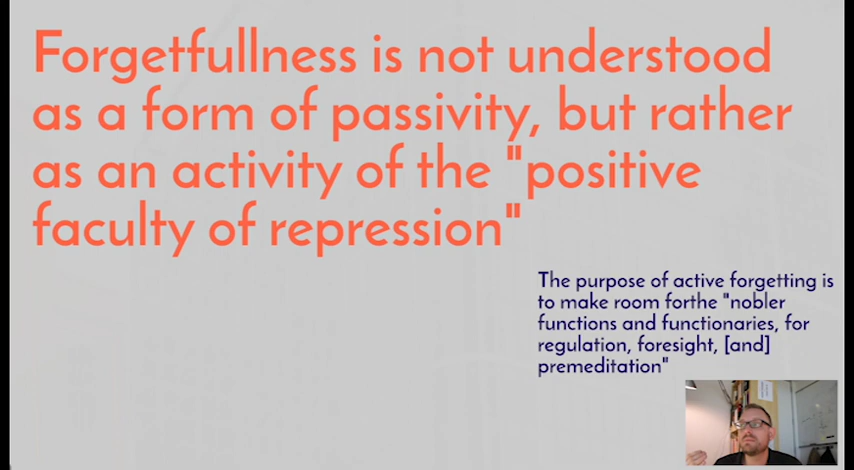 Forgetfullness is not understood
as a form of passivity, but rather
as an activity of the "positive
faculty of repression"
The purpose of active forgetting is
to make room forthe "nobler
functions and functionaries, for
regulation, foresight, [and]
premeditation"